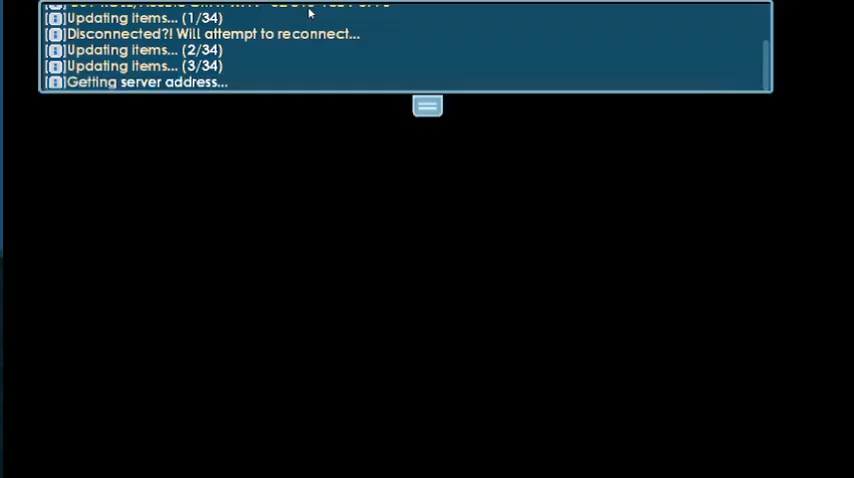 [i]Updating items... (1/34)
[i]Disconnected?! Will attempt to reconnect...
[i]Updating items... (2/34)
[i]Updating items... (3/34)
[i]Getting server address...